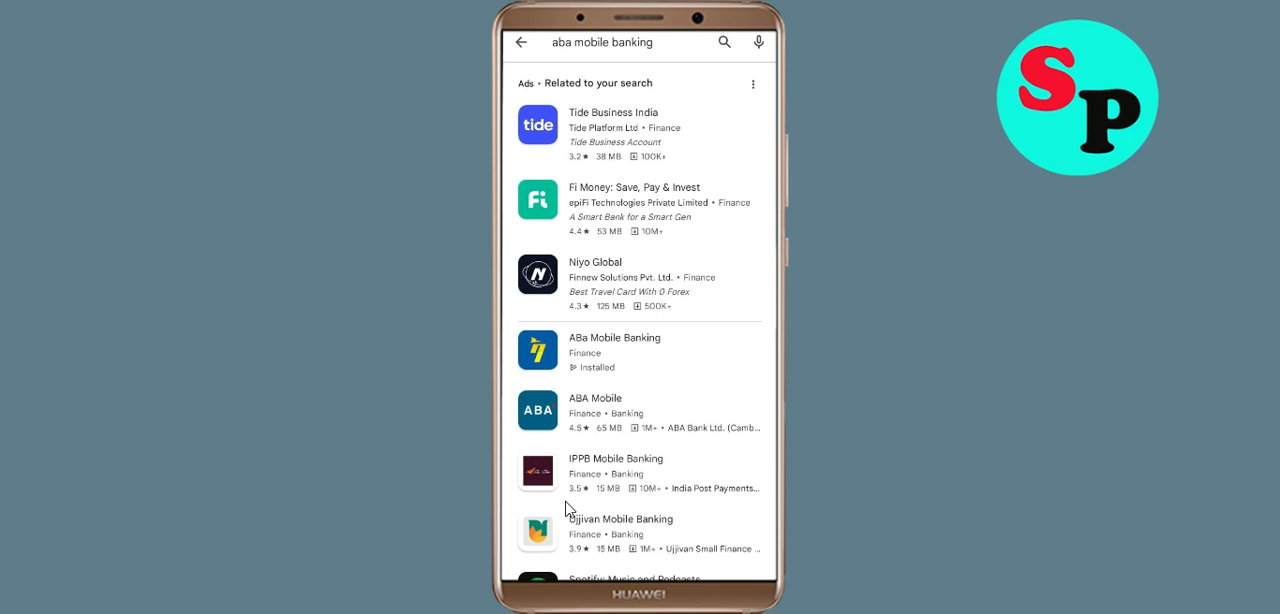 aba mobile banking
Ads • Related to your search
tide
Tide Business India
Tide Platform Ltd • Finance
Tide Business Account
3.2★ 38 MB 100K+
Fi
Fi Money: Save, Pay & Invest
epiFi Technologies Private Limited • Finance
A Smart Bank for a Smart Gen
4.4★ 53 MB 10M+
N
Niyo Global
Finnew Solutions Pvt. Ltd. • Finance
Best Travel Card With 0 Forex
4.3★ 125 MB 500K+
ABa Mobile Banking
Finance
Installed
ABA
ABA Mobile
Finance • Banking
4.5★ 65 MB 1M+ • ABA Bank Ltd. (Camb...
IPPB Mobile Banking
Finance • Banking
3.5★ 15 MB 10M+ • India Post Payments...
Ujjivan Mobile Banking
Finance • Banking
3.9★ 15 MB 1M+ • Ujjivan Small Finance ...
Spotify: Music and Podcasts
HUAWEI
SP